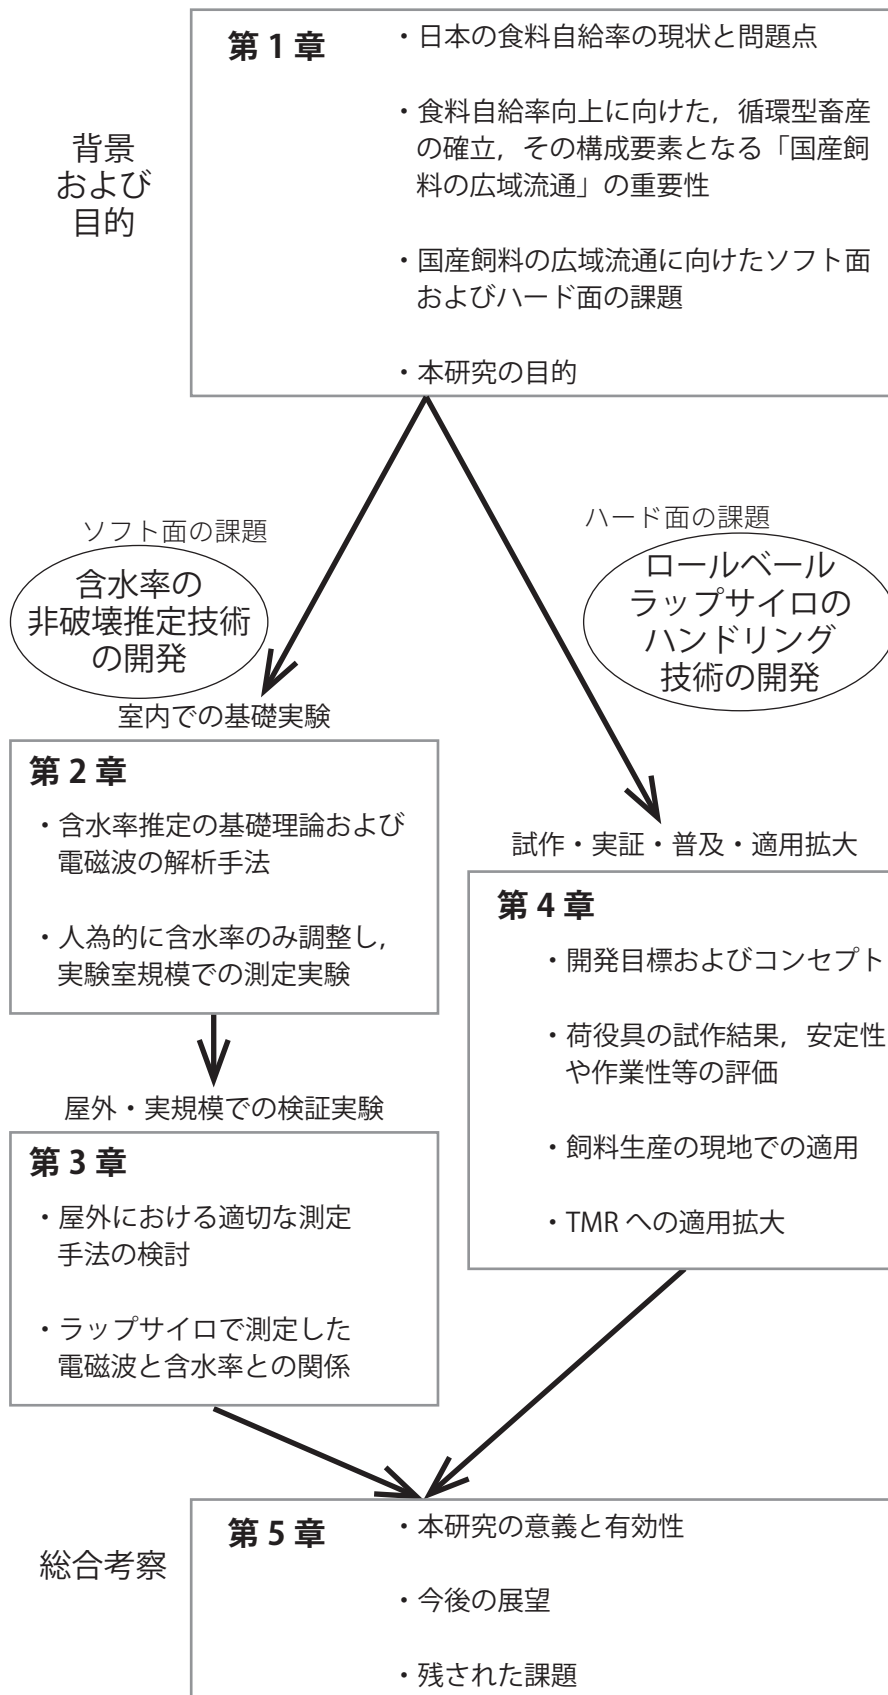 背景
および
目的
第 1 章
・日本の食料自給率の現状と問題点
・食料自給率向上に向けた，循環型畜産
の確立，その構成要素となる「国産飼
料の広域流通」の重要性
・国産飼料の広域流通に向けたソフト面
およびハード面の課題
・本研究の目的
ソフト面の課題
含水率の
非破壊推定技術
の開発
ハード面の課題
ロールベール
ラップサイロの
ハンドリング
技術の開発
室内での基礎実験
第 2 章
・含水率推定の基礎理論および
電磁波の解析手法
・人為的に含水率のみ調整し，
実験室規模での測定実験
屋外・実規模での検証実験
第 3 章
・屋外における適切な測定
手法の検討
・ラップサイロで測定した
電磁波と含水率との関係
試作・実証・普及・適用拡大
第 4 章
・開発目標およびコンセプト
・荷役具の試作結果，安定性
や作業性等の評価
・飼料生産の現地での適用
・TMR への適用拡大
総合考察
第 5 章
・本研究の意義と有効性
・今後の展望
・残された課題